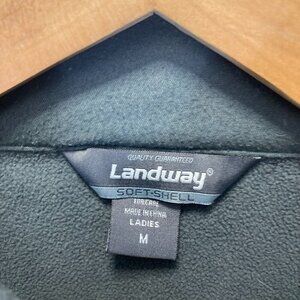 QUALITY GUARANTEED
Landway®
SOFT-SHELL
MADE IN CHINA
LADIES
M